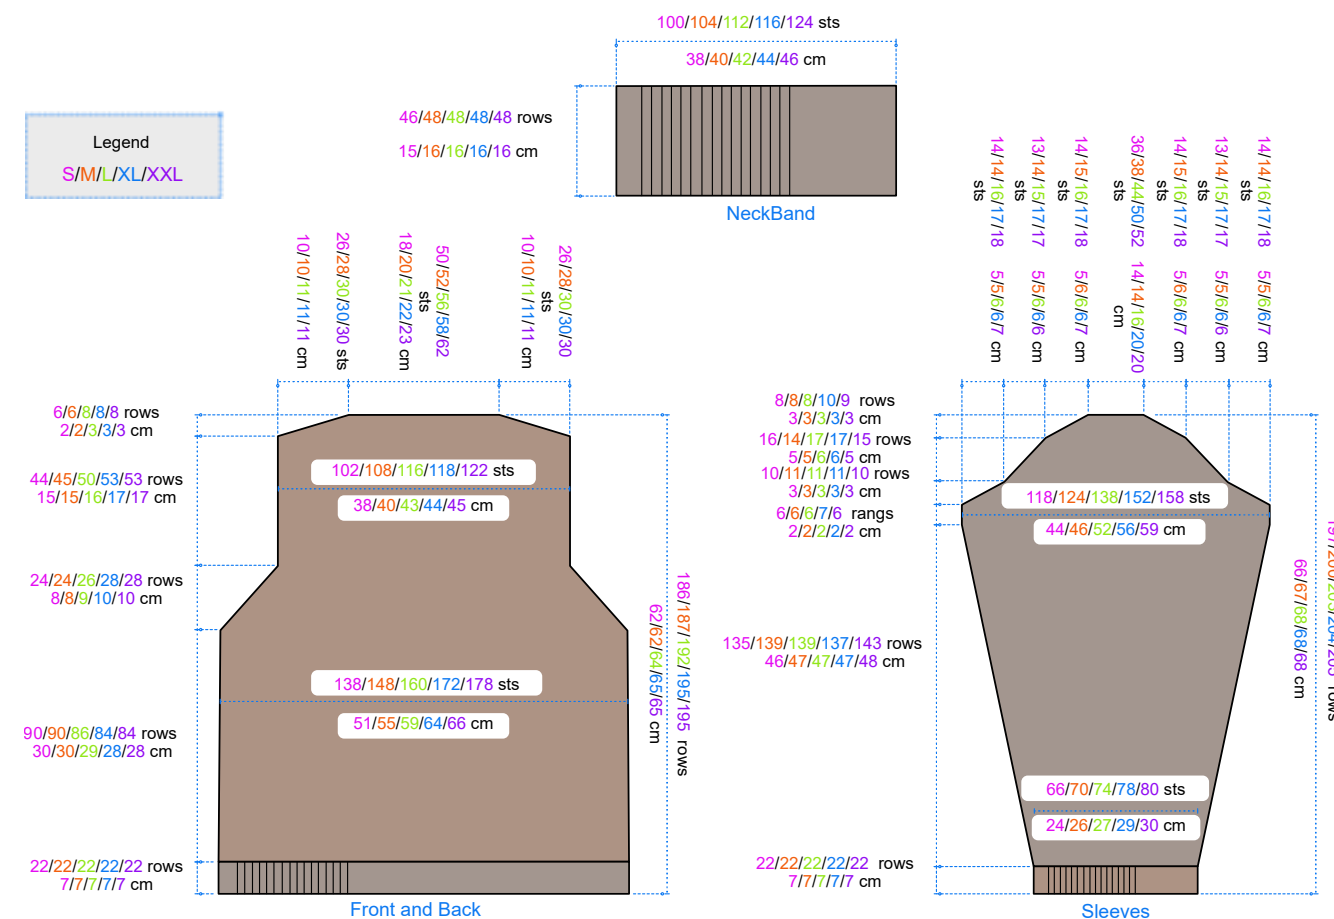 100/104/112/116/124 sts
38/40/42/44/46 cm
46/48/48/48/48 rows
15/16/16/16/16 cm
NeckBand
Legend
S/M/L/XL/XXL
10/10/11/11/11 cm
26/28/30/30/30 sts
18/20/21/22/23 cm
50/52/56/58/62
sts
10/10/11/11/11 cm
26/28/30/30/30
sts
6/6/8/8/8 rows
2/2/3/3/3 cm
44/45/50/53/53 rows
15/15/16/17/17 cm
24/24/26/28/28 rows
8/8/9/10/10 cm
90/90/86/84/84 rows
30/30/29/28/28 cm
22/22/22/22/22 rows
7/7/7/7/7 cm
102/108/116/118/122 sts
38/40/43/44/45 cm
138/148/160/172/178 sts
51/55/59/64/66 cm
186/187/192/195/195 rows
62/62/64/65/65 cm
Front and Back
14/14/16/17/18
sts
13/14/15/17/17
sts
14/15/16/17/18
36/38/44/50/52
sts
14/15/16/17/18
sts
13/14/15/17/17
sts
14/14/16/17/18
sts
5/5/6/6/7 cm
5/5/6/6/6 cm
5/6/6/6/7 cm
14/14/16/20/20
cm
5/6/6/6/7 cm
5/5/6/6/6 cm
5/5/6/6/7 cm
8/8/8/10/9 rows
3/3/3/3/3 cm
16/14/17/17/15 rows
5/5/6/6/5 cm
10/11/11/11/10 rows
3/3/3/3/3 cm
6/6/6/7/6 rangs
2/2/2/2/2 cm
135/139/139/137/143 rows
46/47/47/47/48 cm
22/22/22/22/22 rows
7/7/7/7/7 cm
118/124/138/152/158 sts
44/46/52/56/59 cm
66/70/74/78/80 sts
24/26/27/29/30 cm
66/67/68/68/68 cm
rows
Sleeves